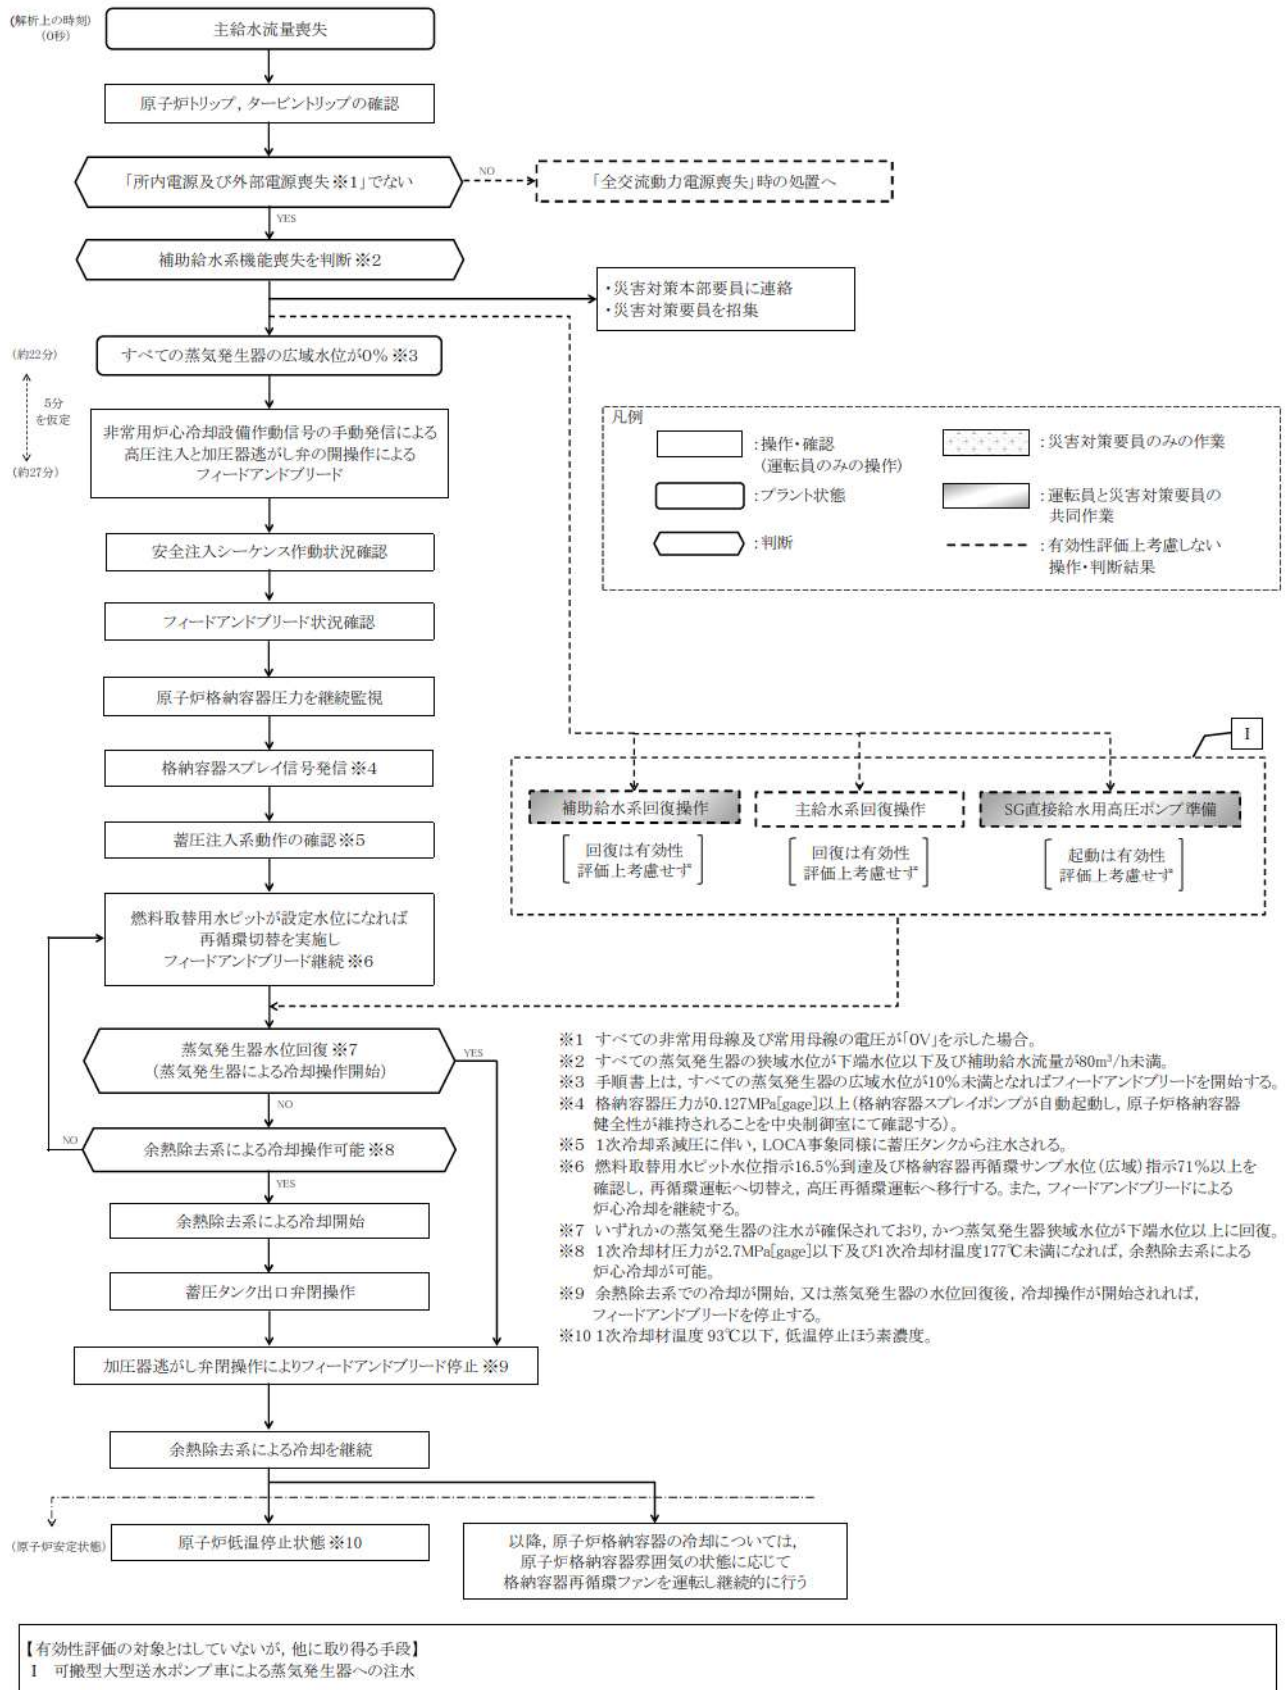 (解析上の時刻)
(0秒)
主給水流量喪失
原子炉トリップ，タービントリップの確認
「所内電源及び外部電源喪失※1」でない
NO
「全交流動力電源喪失」時の処置へ
YES
補助給水系機能喪失を判断※2
・災害対策本部要員に連絡
・災害対策要員を招集
(約22分)
すべての蒸気発生器の広域水位が0%※3
5分
を仮定
(約27分)
非常用炉心冷却設備作動信号の手動発信による
高圧注入と加圧器逃がし弁の開操作による
フィードアンドブリード
凡例
：操作・確認
(運転員のみの操作)
：災害対策要員のみの作業
：プラント状態
：運転員と災害対策要員の
共同作業
：判断
：有効性評価上考慮しない
操作・判断結果
安全注入シーケンス作動状況確認
フィードアンドブリード状況確認
原子炉格納容器圧力を継続監視
格納容器スプレイ信号発信※4
蓄圧注入系動作の確認※5
I
補助給水系回復操作
主給水系回復操作
SG直接給水用高圧ポンプ準備
回復は有効性
評価上考慮せず
回復は有効性
評価上考慮せず
起動は有効性
評価上考慮せず
燃料取替用水ピットが設定水位になれば
再循環切替を実施し
フィードアンドブリード継続※6
蒸気発生器水位回復※7
(蒸気発生器による冷却操作開始)
YES
NO
余熱除去系による冷却操作可能※8
NO
YES
余熱除去系による冷却開始
蓄圧タンク出口弁閉操作
加圧器逃がし弁閉操作によりフィードアンドブリード停止※9
余熱除去系による冷却を継続
(原子炉安定状態)
原子炉低温停止状態※10
以降，原子炉格納容器の冷却については，
原子炉格納容器雰囲気の状態に応じて
格納容器再循環ファンを運転し継続的に行う
※1 すべての非常用母線及び常用母線の電圧が「0V」を示した場合。
※2 すべての蒸気発生器の狭域水位が下端水位以下及び補助給水流量が80m³/h未満。
※3 手順書上は，すべての蒸気発生器の広域水位が10%未満となればフィードアンドブリードを開始する。
※4 格納容器圧力が0.127MPa[gage]以上(格納容器スプレイポンプが自動起動し，原子炉格納容器
健全性が維持されることを中央制御室にて確認する)。
※5 1次冷却系減圧に伴い，LOCA事象同様に蓄圧タンクから注水される。
※6 燃料取替用水ピット水位指示16.5%到達及び格納容器再循環サンプ水位(広域)指示71%以上を
確認し，再循環運転へ切替え，高圧再循環運転へ移行する。また，フィードアンドブリードによる
炉心冷却を継続する。
※7 いずれかの蒸気発生器の注水が確保されており，かつ蒸気発生器狭域水位が下端水位以上に回復。
※8 1次冷却材圧力が2.7MPa[gage]以下及び1次冷却材温度177℃未満になれば，余熱除去系による
炉心冷却が可能。
※9 余熱除去系での冷却が開始，又は蒸気発生器の水位回復後，冷却操作が開始されれば，
フィードアンドブリードを停止する。
※10 1次冷却材温度93℃以下，低温停止ほう素濃度。
【有効性評価の対象とはしていないが，他に取り得る手段】
I 可搬型大型送水ポンプ車による蒸気発生器への注水